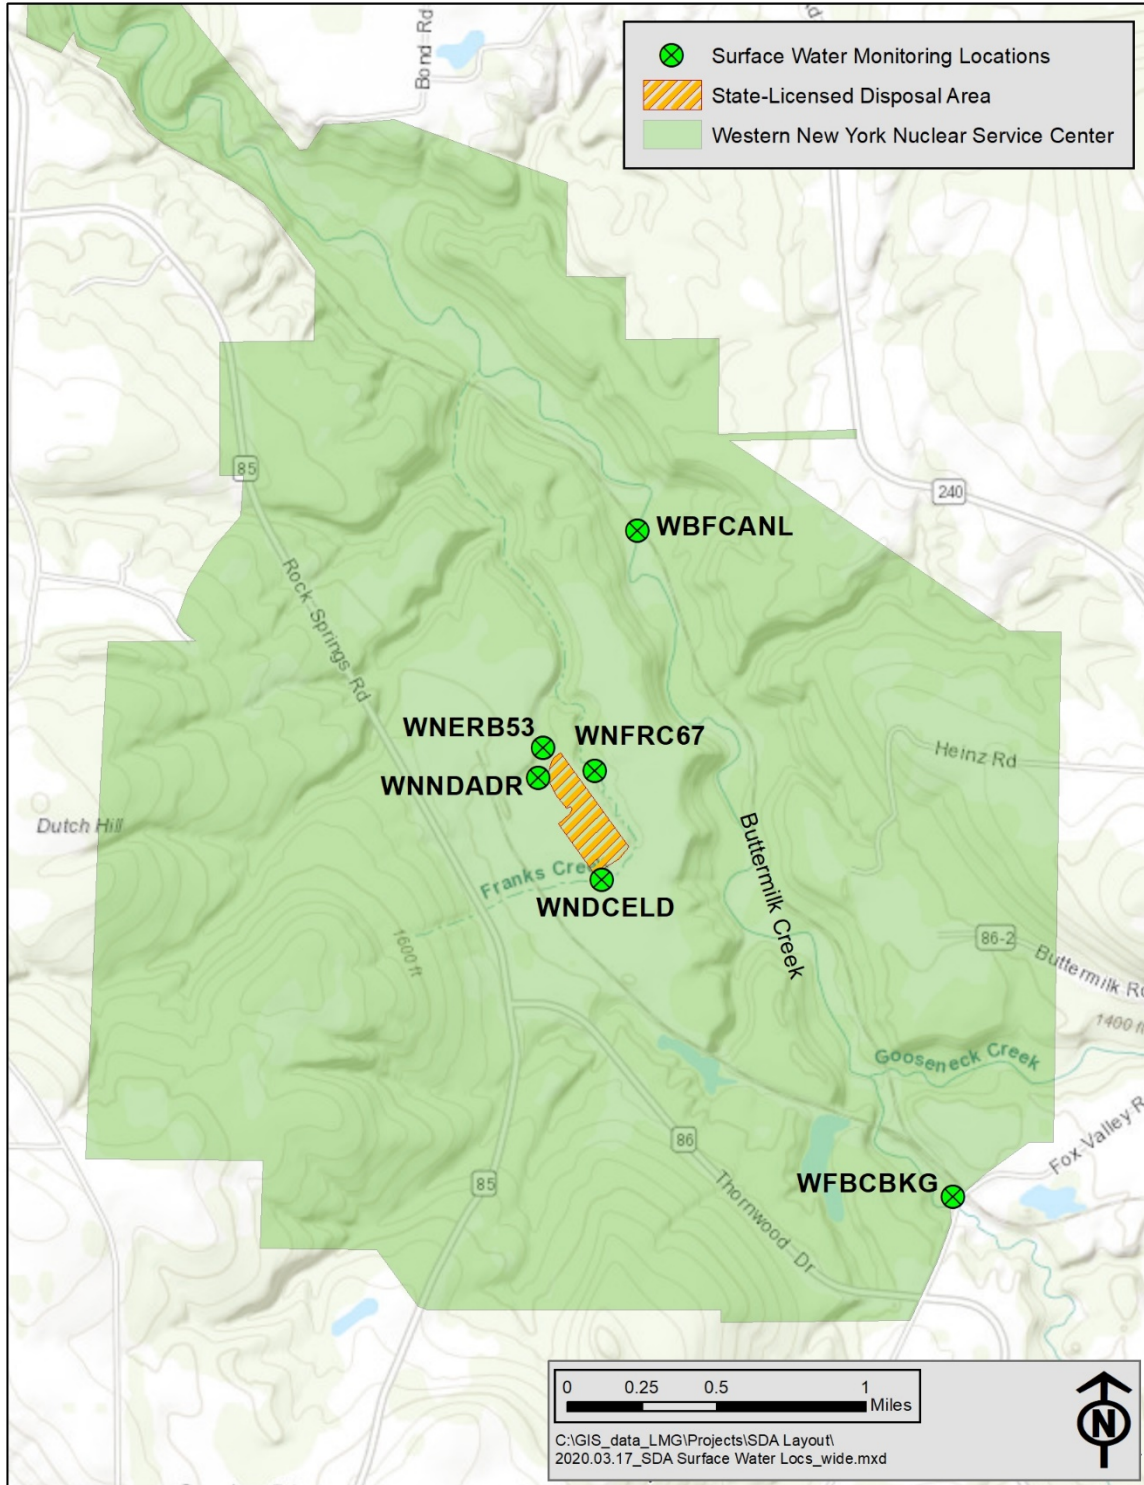 Bond Rd
Rd
Surface Water Monitoring Locations
State-Licensed Disposal Area
Western New York Nuclear Service Center
85
240
WBFCANL
Rock Springs Rd
WNERB53
WNFRC67
WNNDADR
Heinz Rd
Dutch Hill
Franks Creek
WNDCELD
Buttermilk Creek
1600 ft
86-2
Buttermilk Rd
1400 ft
Gooseneck Creek
Fox Valley R
86
85
WFBCBKG
Thornwood Dr
0 0.25 0.5 1
Miles
N
C:\GIS_data_LMG\Projects\SDA Layout\
2020.03.17_SDA Surface Water Locs_wide.mxd